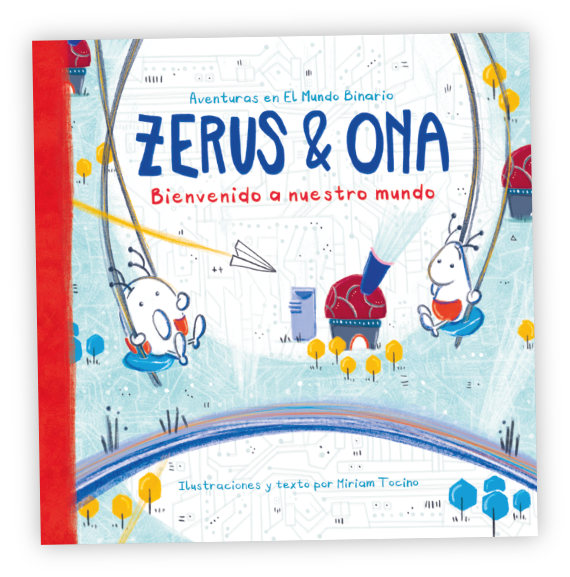 Aventuras en El Mundo Binario
ZERUS & ONA
Bienvenido a nuestro mundo
Ilustraciones y texto por Miriam Tocino